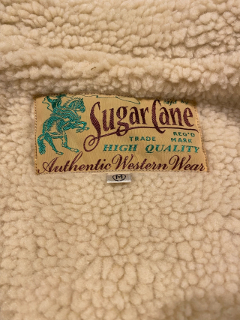 Sugar Cane
TRADE REG'D
MARK
HIGH QUALITY
Authentic Western Wear
M